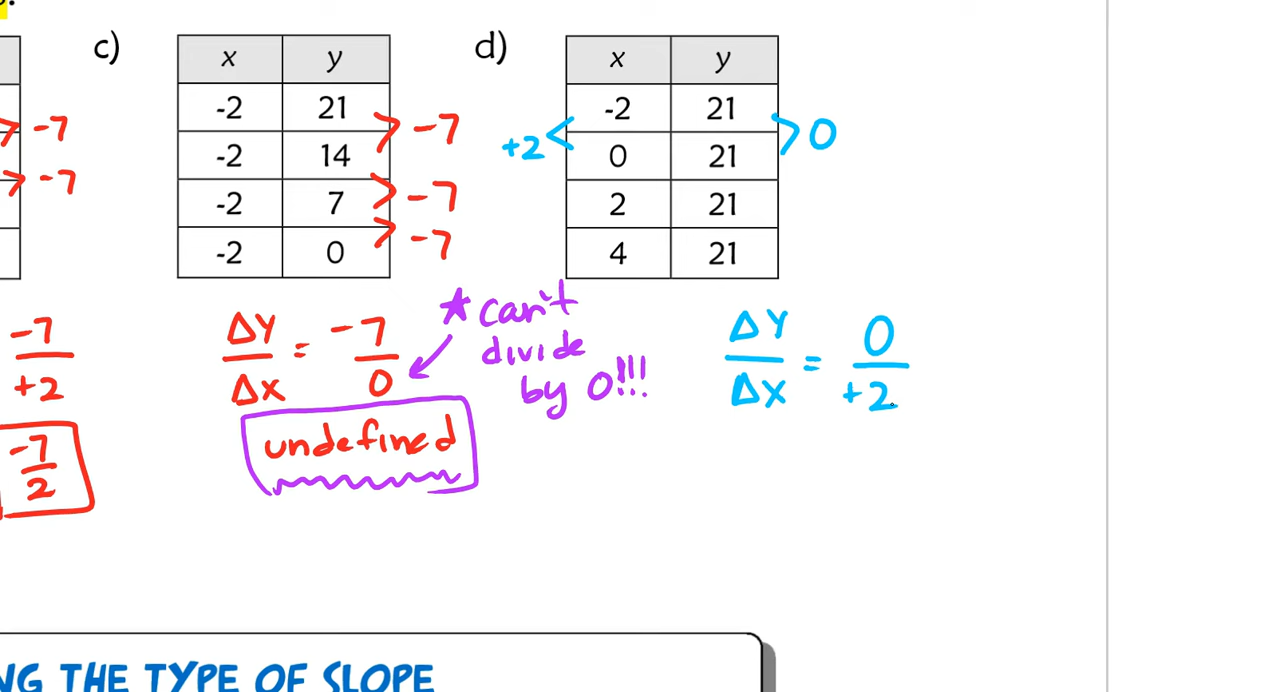 > -7
> -7
-7
+2
-7
2
c)
x y
-2 21
-2 14
-2 7
-2 0
> -7
> -7
> -7
ΔY = -7
ΔX 0
undefined
★ can't
divide
by 0!!!
d)
x y
-2 21
0 21
2 21
4 21
+2 <
> 0
ΔY = 0
ΔX +2
NG THE TYPE OF SLOPE